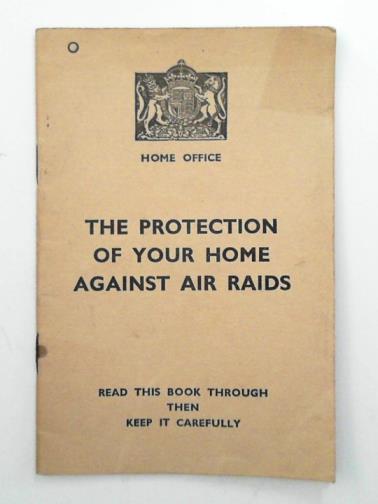 HOME OFFICE
THE PROTECTION
OF YOUR HOME
AGAINST AIR RAIDS
READ THIS BOOK THROUGH
THEN
KEEP IT CAREFULLY